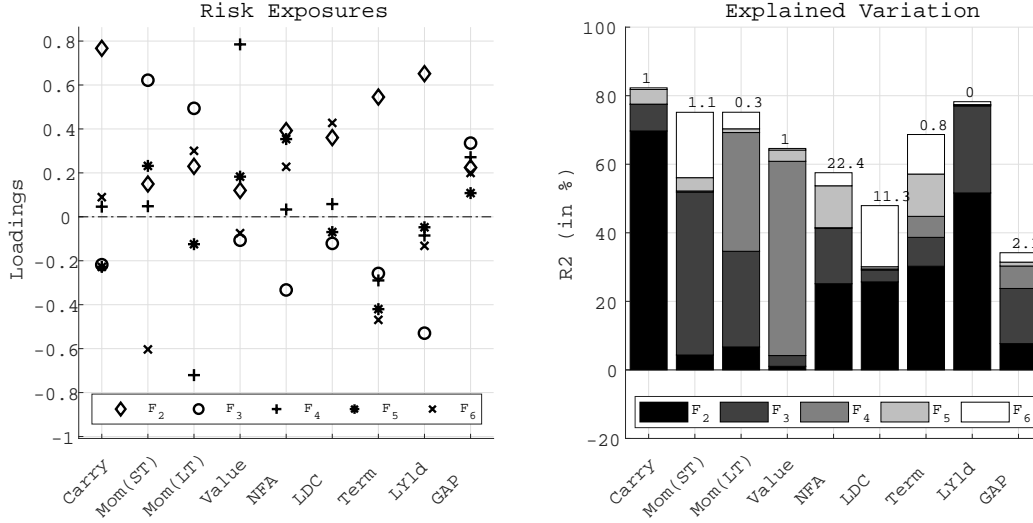 Risk Exposures
0.8
0.6
0.4
0.2
0
-0.2
-0.4
-0.6
-0.8
-1
Loadings
F2 F3 F4 F5 F6
Carry Mom(ST) Mom(LT) Value NFA LDC Term LYld GAP
Explained Variation
100
80
60
40
20
0
-20
R2 (in %)
1 1.1 0.3 1 22.4 11.3 0.8 0
F2 F3 F4 F5 F6
Carry Mom(ST) Mom(LT) Value NFA LDC Term LYld GAP